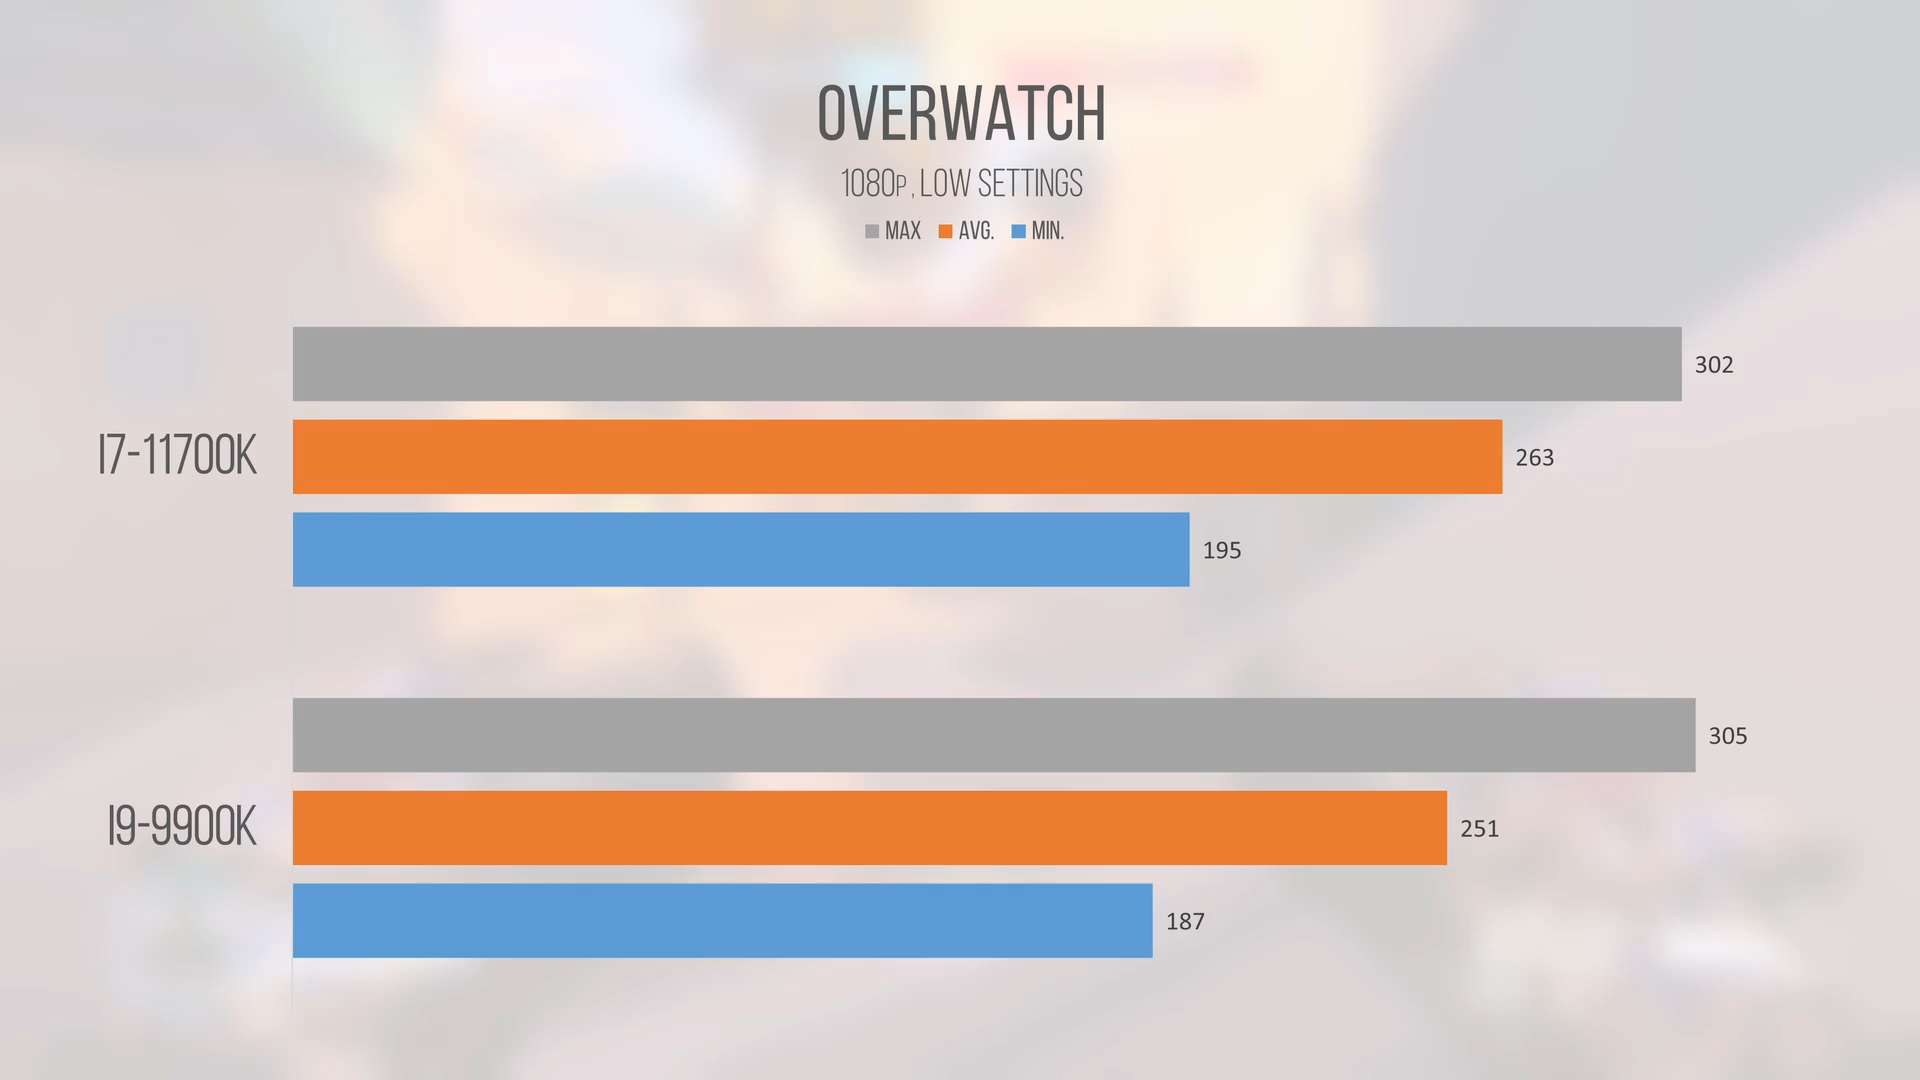 OVERWATCH
1080P, LOW SETTINGS
MAX AVG. MIN.
302
I7-11700K
263
195
305
I9-9900K
251
187